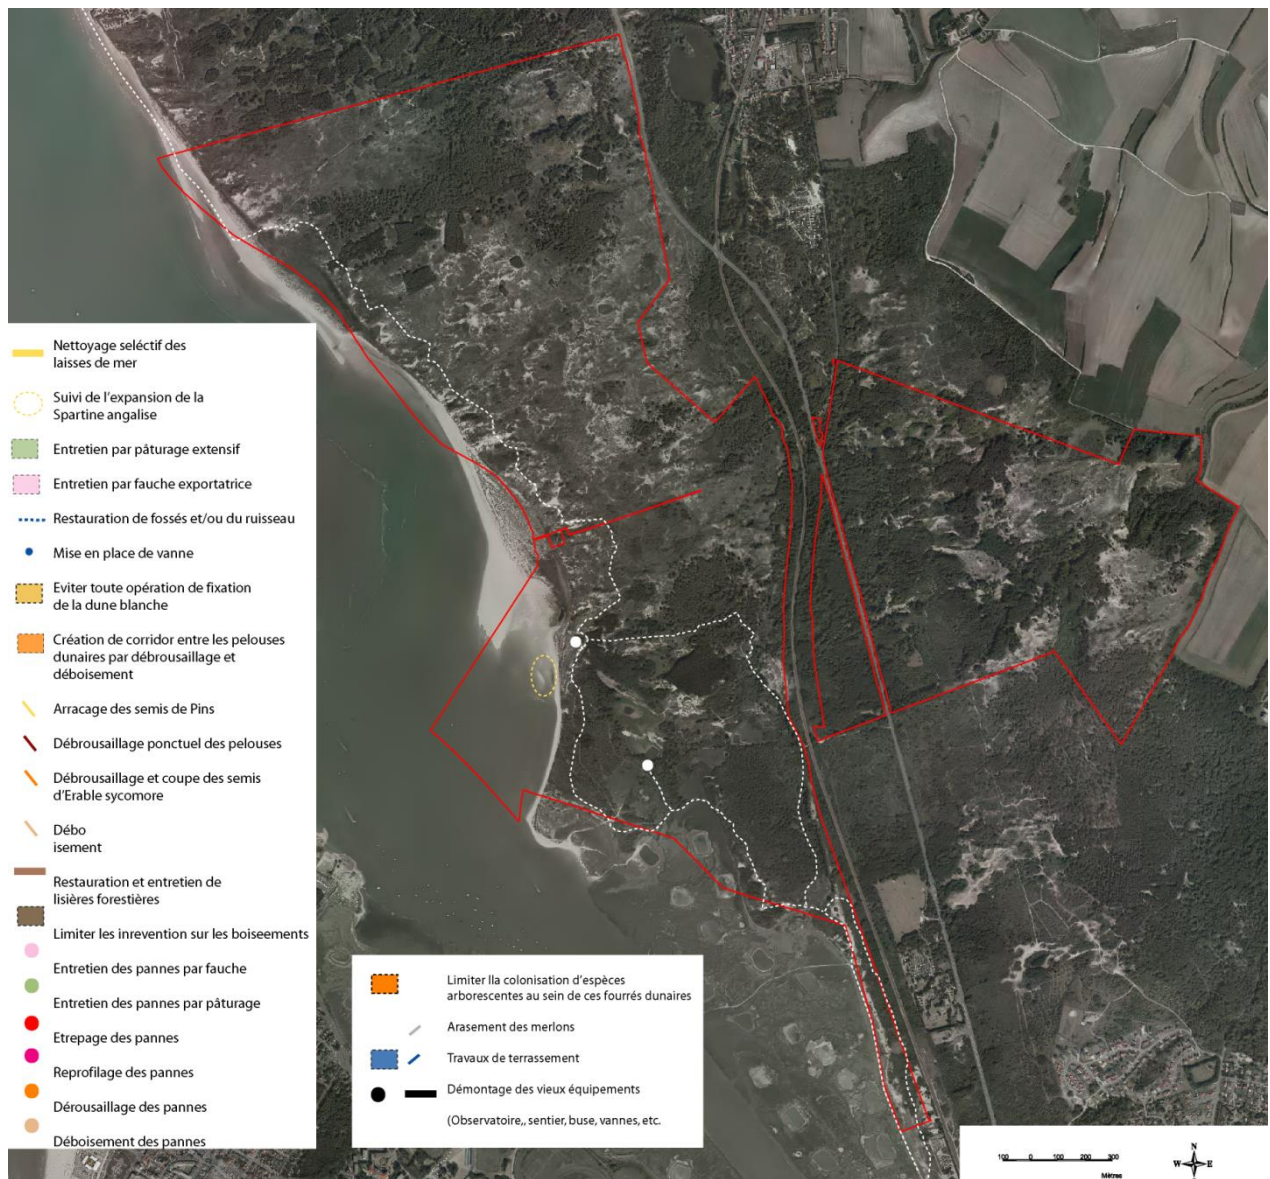 Nettoyage seléctif des
laisses de mer
Suivi de l'expansion de la
Spartine angalise
Entretien par pâturage extensif
Entretien par fauche exportatrice
Restauration de fossés et/ou du ruisseau
Mise en place de vanne
Eviter toute opération de fixation
de la dune blanche
Création de corridor entre les pelouses
dunaires par débrousaillage et
déboisement
Arracage des semis de Pins
Débrousaillage ponctuel des pelouses
Débrousaillage et coupe des semis
d'Erable sycomore
Débo
isement
Restauration et entretien de
lisières forestières
Limiter les inrevention sur les boiseements
Entretien des pannes par fauche
Entretien des pannes par pâturage
Etrepage des pannes
Reprofilage des pannes
Dérousaillage des pannes
Déboisement des pannes
Limiter lla colonisation d'espèces
arborescentes au sein de ces fourrés dunaires
Arasement des merlons
Travaux de terrassement
Démontage des vieux équipements
(Observatoire,, sentier, buse, vannes, etc.
100 0 100 200 300
Mètres
N
W E
S